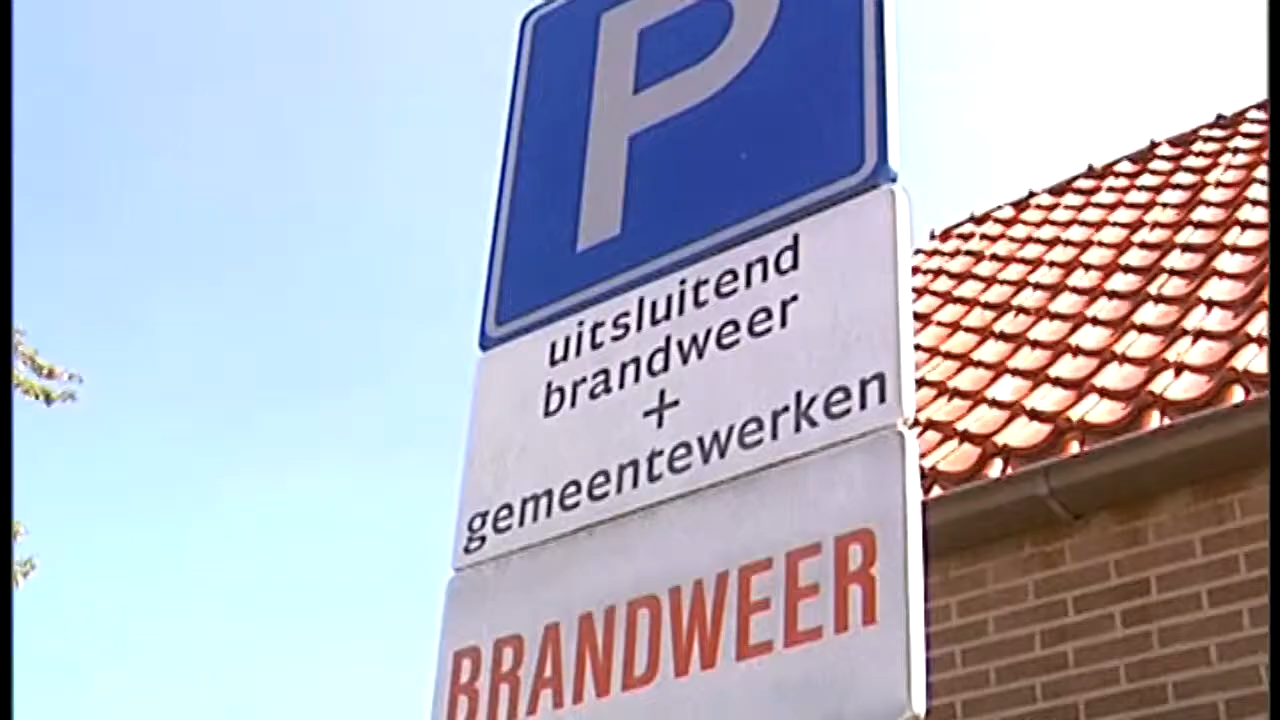 P
uitsluitend
brandweer
+
gemeentewerken
BRANDWEER